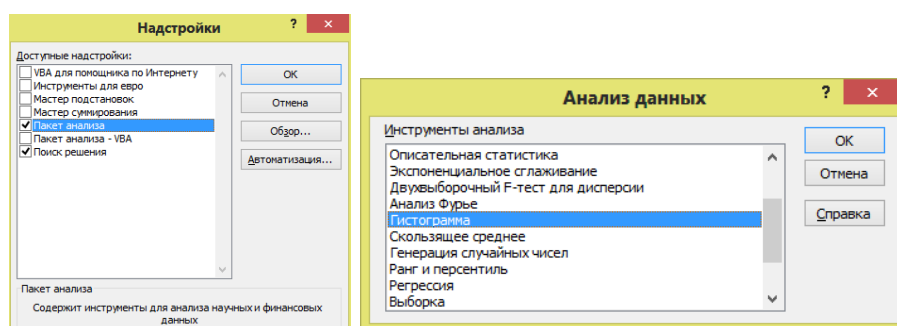 Надстройки
Доступные надстройки:
VBA для помощника по Интернету
Инструменты для евро
Мастер подстановок
Мастер суммирования
Пакет анализа
Пакет анализа - VBA
Поиск решения
ОК
Отмена
Обзор...
Автоматизация...
Пакет анализа
Содержит инструменты для анализа научных и финансовых
данных
Анализ данных
Инструменты анализа
Описательная статистика
Экспоненциальное сглаживание
Двухвыборочный F-тест для дисперсии
Анализ Фурье
Гистограмма
Скользящее среднее
Генерация случайных чисел
Ранг и персентиль
Регрессия
Выборка
ОК
Отмена
Справка